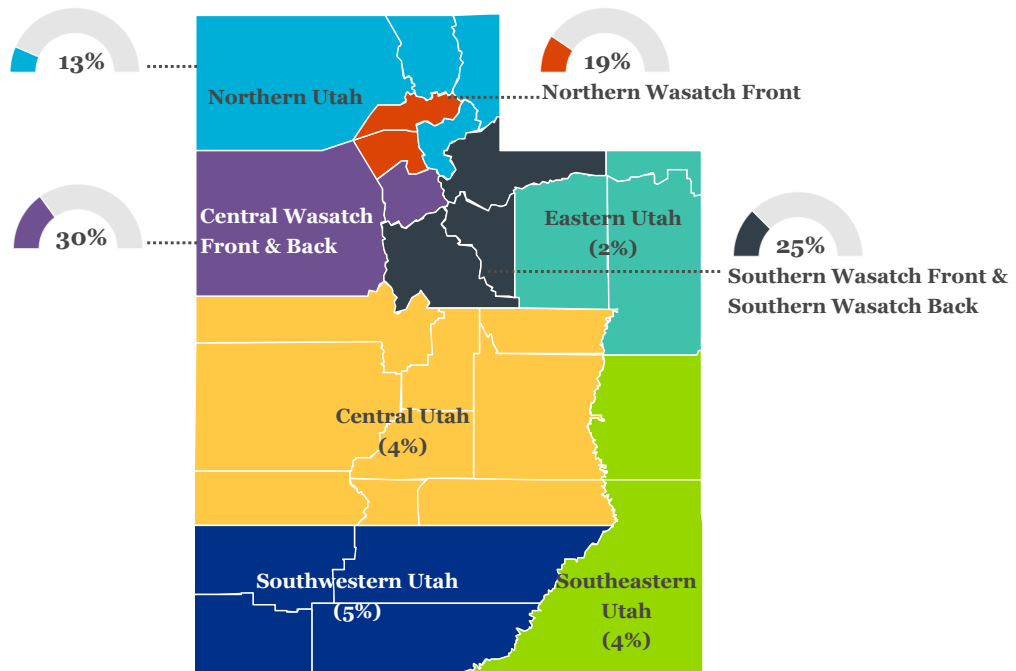 13%
19%
Northern Utah
Northern Wasatch Front
30%
Central Wasatch
Front & Back
Eastern Utah
(2%)
25%
Southern Wasatch Front &
Southern Wasatch Back
Central Utah
(4%)
Southwestern Utah
(5%)
Southeastern
Utah
(4%)